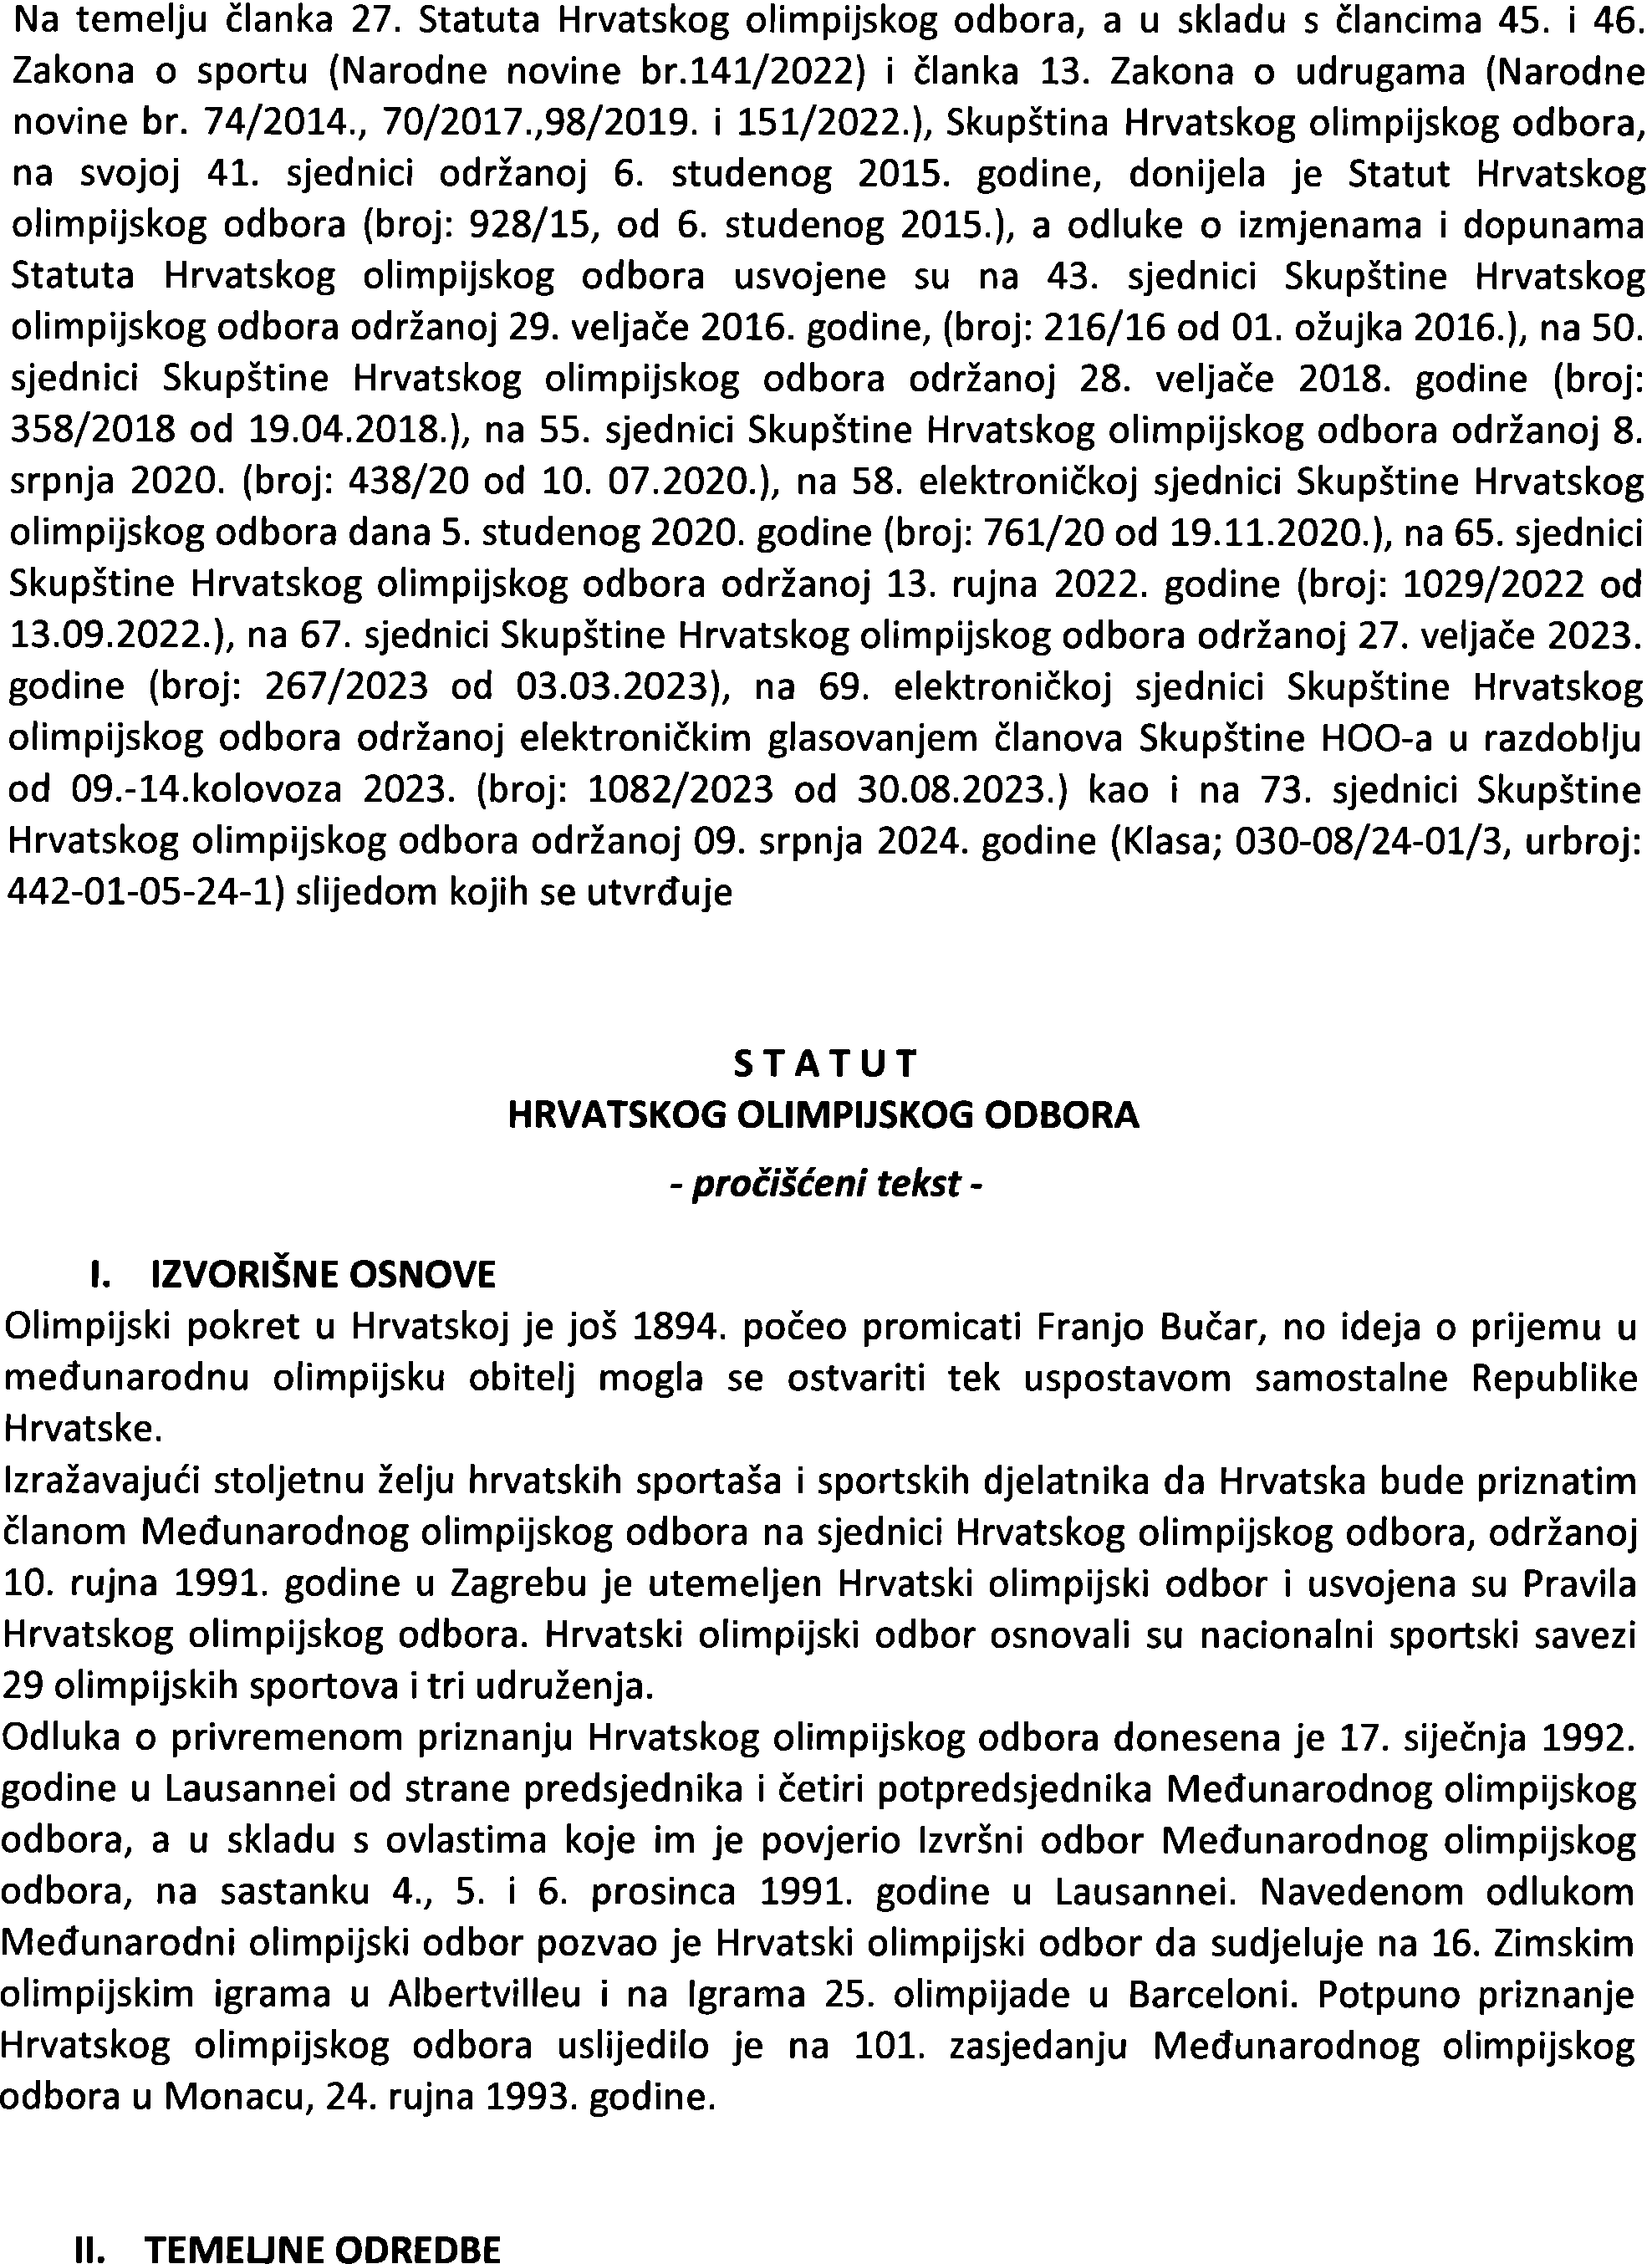 Na temelju članka 27. Statuta Hrvatskog olimpijskog odbora, a u skladu s člancima 45. i 46.
Zakona o sportu (Narodne novine br.141/2022) i članka 13. Zakona o udrugama (Narodne
novine br. 74/2014., 70/2017.,98/2019. i 151/2022.), Skupština Hrvatskog olimpijskog odbora,
na svojoj 41. sjednici održanoj 6. studenog 2015. godine, donijela je Statut Hrvatskog
olimpijskog odbora (broj: 928/15, od 6. studenog 2015.), a odluke o izmjenama i dopunama
Statuta Hrvatskog olimpijskog odbora usvojene su na 43. sjednici Skupštine Hrvatskog
olimpijskog odbora održanoj 29. veljače 2016. godine, (broj: 216/16 od 01. ožujka 2016.), na 50.
sjednici Skupštine Hrvatskog olimpijskog odbora održanoj 28. veljače 2018. godine (broj:
358/2018 od 19.04.2018.), na 55. sjednici Skupštine Hrvatskog olimpijskog odbora održanoj 8.
srpnja 2020. (broj: 438/20 od 10. 07.2020.), na 58. elektroničkoj sjednici Skupštine Hrvatskog
olimpijskog odbora dana 5. studenog 2020. godine (broj: 761/20 od 19.11.2020.), na 65. sjednici
Skupštine Hrvatskog olimpijskog odbora održanoj 13. rujna 2022. godine (broj: 1029/2022 od
13.09.2022.), na 67. sjednici Skupštine Hrvatskog olimpijskog odbora održanoj 27. veljače 2023.
godine (broj: 267/2023 od 03.03.2023), na 69. elektroničkoj sjednici Skupštine Hrvatskog
olimpijskog odbora održanoj elektroničkim glasovanjem članova Skupštine HOO-a u razdoblju
od 09.-14.kolovoza 2023. (broj: 1082/2023 od 30.08.2023.) kao i na 73. sjednici Skupštine
Hrvatskog olimpijskog odbora održanoj 09. srpnja 2024. godine (Klasa; 030-08/24-01/3, urbroj:
442-01-05-24-1) slijedom kojih se utvrđuje
S T A T U T
HRVATSKOG OLIMPIJSKOG ODBORA
- pročišćeni tekst -
I. IZVORIŠNE OSNOVE
Olimpijski pokret u Hrvatskoj je još 1894. počeo promicati Franjo Bučar, no ideja o prijemu u
međunarodnu olimpijsku obitelj mogla se ostvariti tek uspostavom samostalne Republike
Hrvatske.
Izražavajući stoljetnu želju hrvatskih sportaša i sportskih djelatnika da Hrvatska bude priznatim
članom Međunarodnog olimpijskog odbora na sjednici Hrvatskog olimpijskog odbora, održanoj
10. rujna 1991. godine u Zagrebu je utemeljen Hrvatski olimpijski odbor i usvojena su Pravila
Hrvatskog olimpijskog odbora. Hrvatski olimpijski odbor osnovali su nacionalni sportski savezi
29 olimpijskih sportova i tri udruženja.
Odluka o privremenom priznanju Hrvatskog olimpijskog odbora donesena je 17. siječnja 1992.
godine u Lausannei od strane predsjednika i četiri potpredsjednika Međunarodnog olimpijskog
odbora, a u skladu s ovlastima koje im je povjerio Izvršni odbor Međunarodnog olimpijskog
odbora, na sastanku 4., 5. i 6. prosinca 1991. godine u Lausannei. Navedenom odlukom
Međunarodni olimpijski odbor pozvao je Hrvatski olimpijski odbor da sudjeluje na 16. Zimskim
olimpijskim igrama u Albertvilleu i na Igrama 25. olimpijade u Barceloni. Potpuno priznanje
Hrvatskog olimpijskog odbora uslijedilo je na 101. zasjedanju Međunarodnog olimpijskog
odbora u Monacu, 24. rujna 1993. godine.
II. TEMELJNE ODREDBE